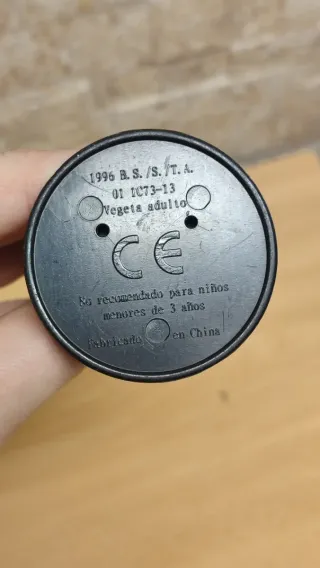 1996 B.S./S./T.A.
01 IC73-13
Vegeta adulto
CE
No recomendado para niños
menores de 3 años
Fabricado en China